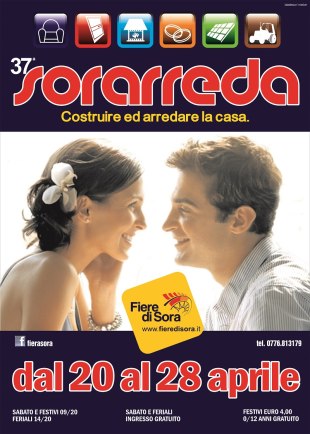 37ª
sorarreda
Costruire ed arredare la casa.
Fiere
di Sora
www.fieredisora.it
fierasora
tel. 0776.813179
dal 20 al 28 aprile
SABATO E FESTIVI 09/20
FERIALI 14/20
SABATO E FERIALI
INGRESSO GRATUITO
FESTIVI EURO 4,00
0/12 ANNI GRATUITO